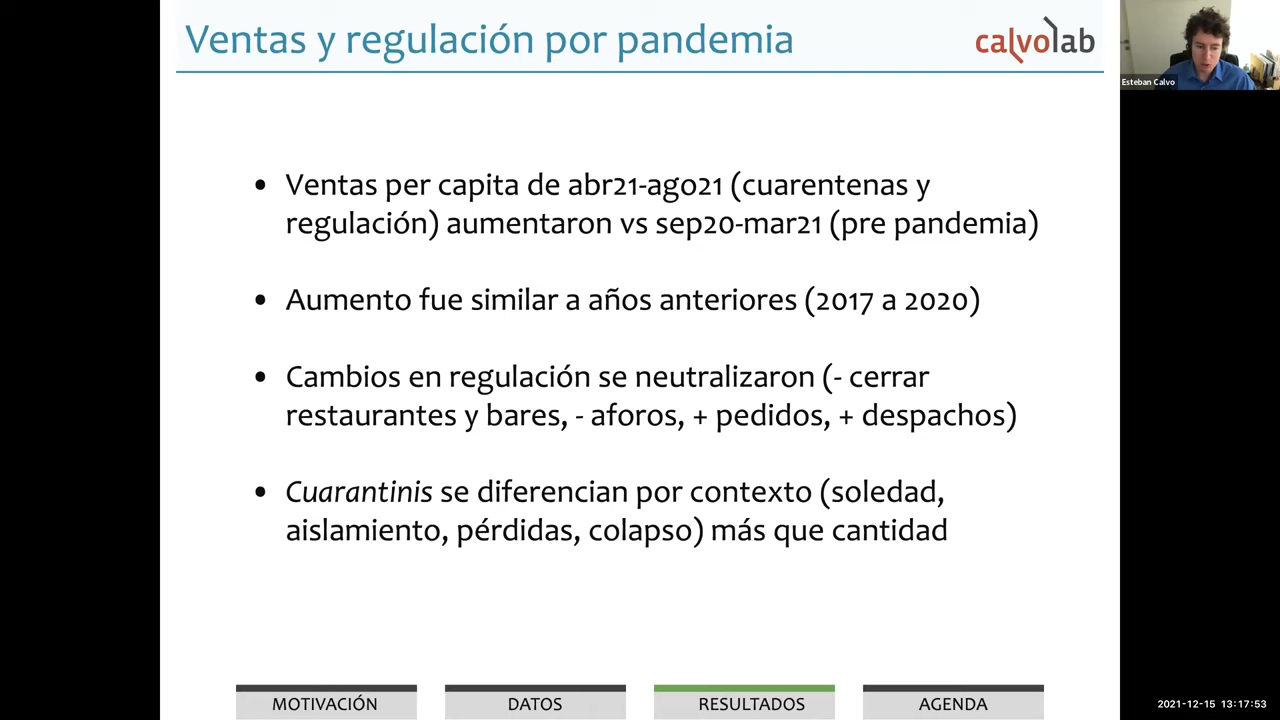 Ventas y regulación por pandemia
calvolab
Esteban Calvo
• Ventas per capita de abr21-ago21 (cuarentenas y
regulación) aumentaron vs sep20-mar21 (pre pandemia)
• Aumento fue similar a años anteriores (2017 a 2020)
• Cambios en regulación se neutralizaron (- cerrar
restaurantes y bares, - aforos, + pedidos, + despachos)
• Cuarantinis se diferencian por contexto (soledad,
aislamiento, pérdidas, colapso) más que cantidad
MOTIVACIÓN
DATOS
RESULTADOS
AGENDA
2021-12-15 13:17:53